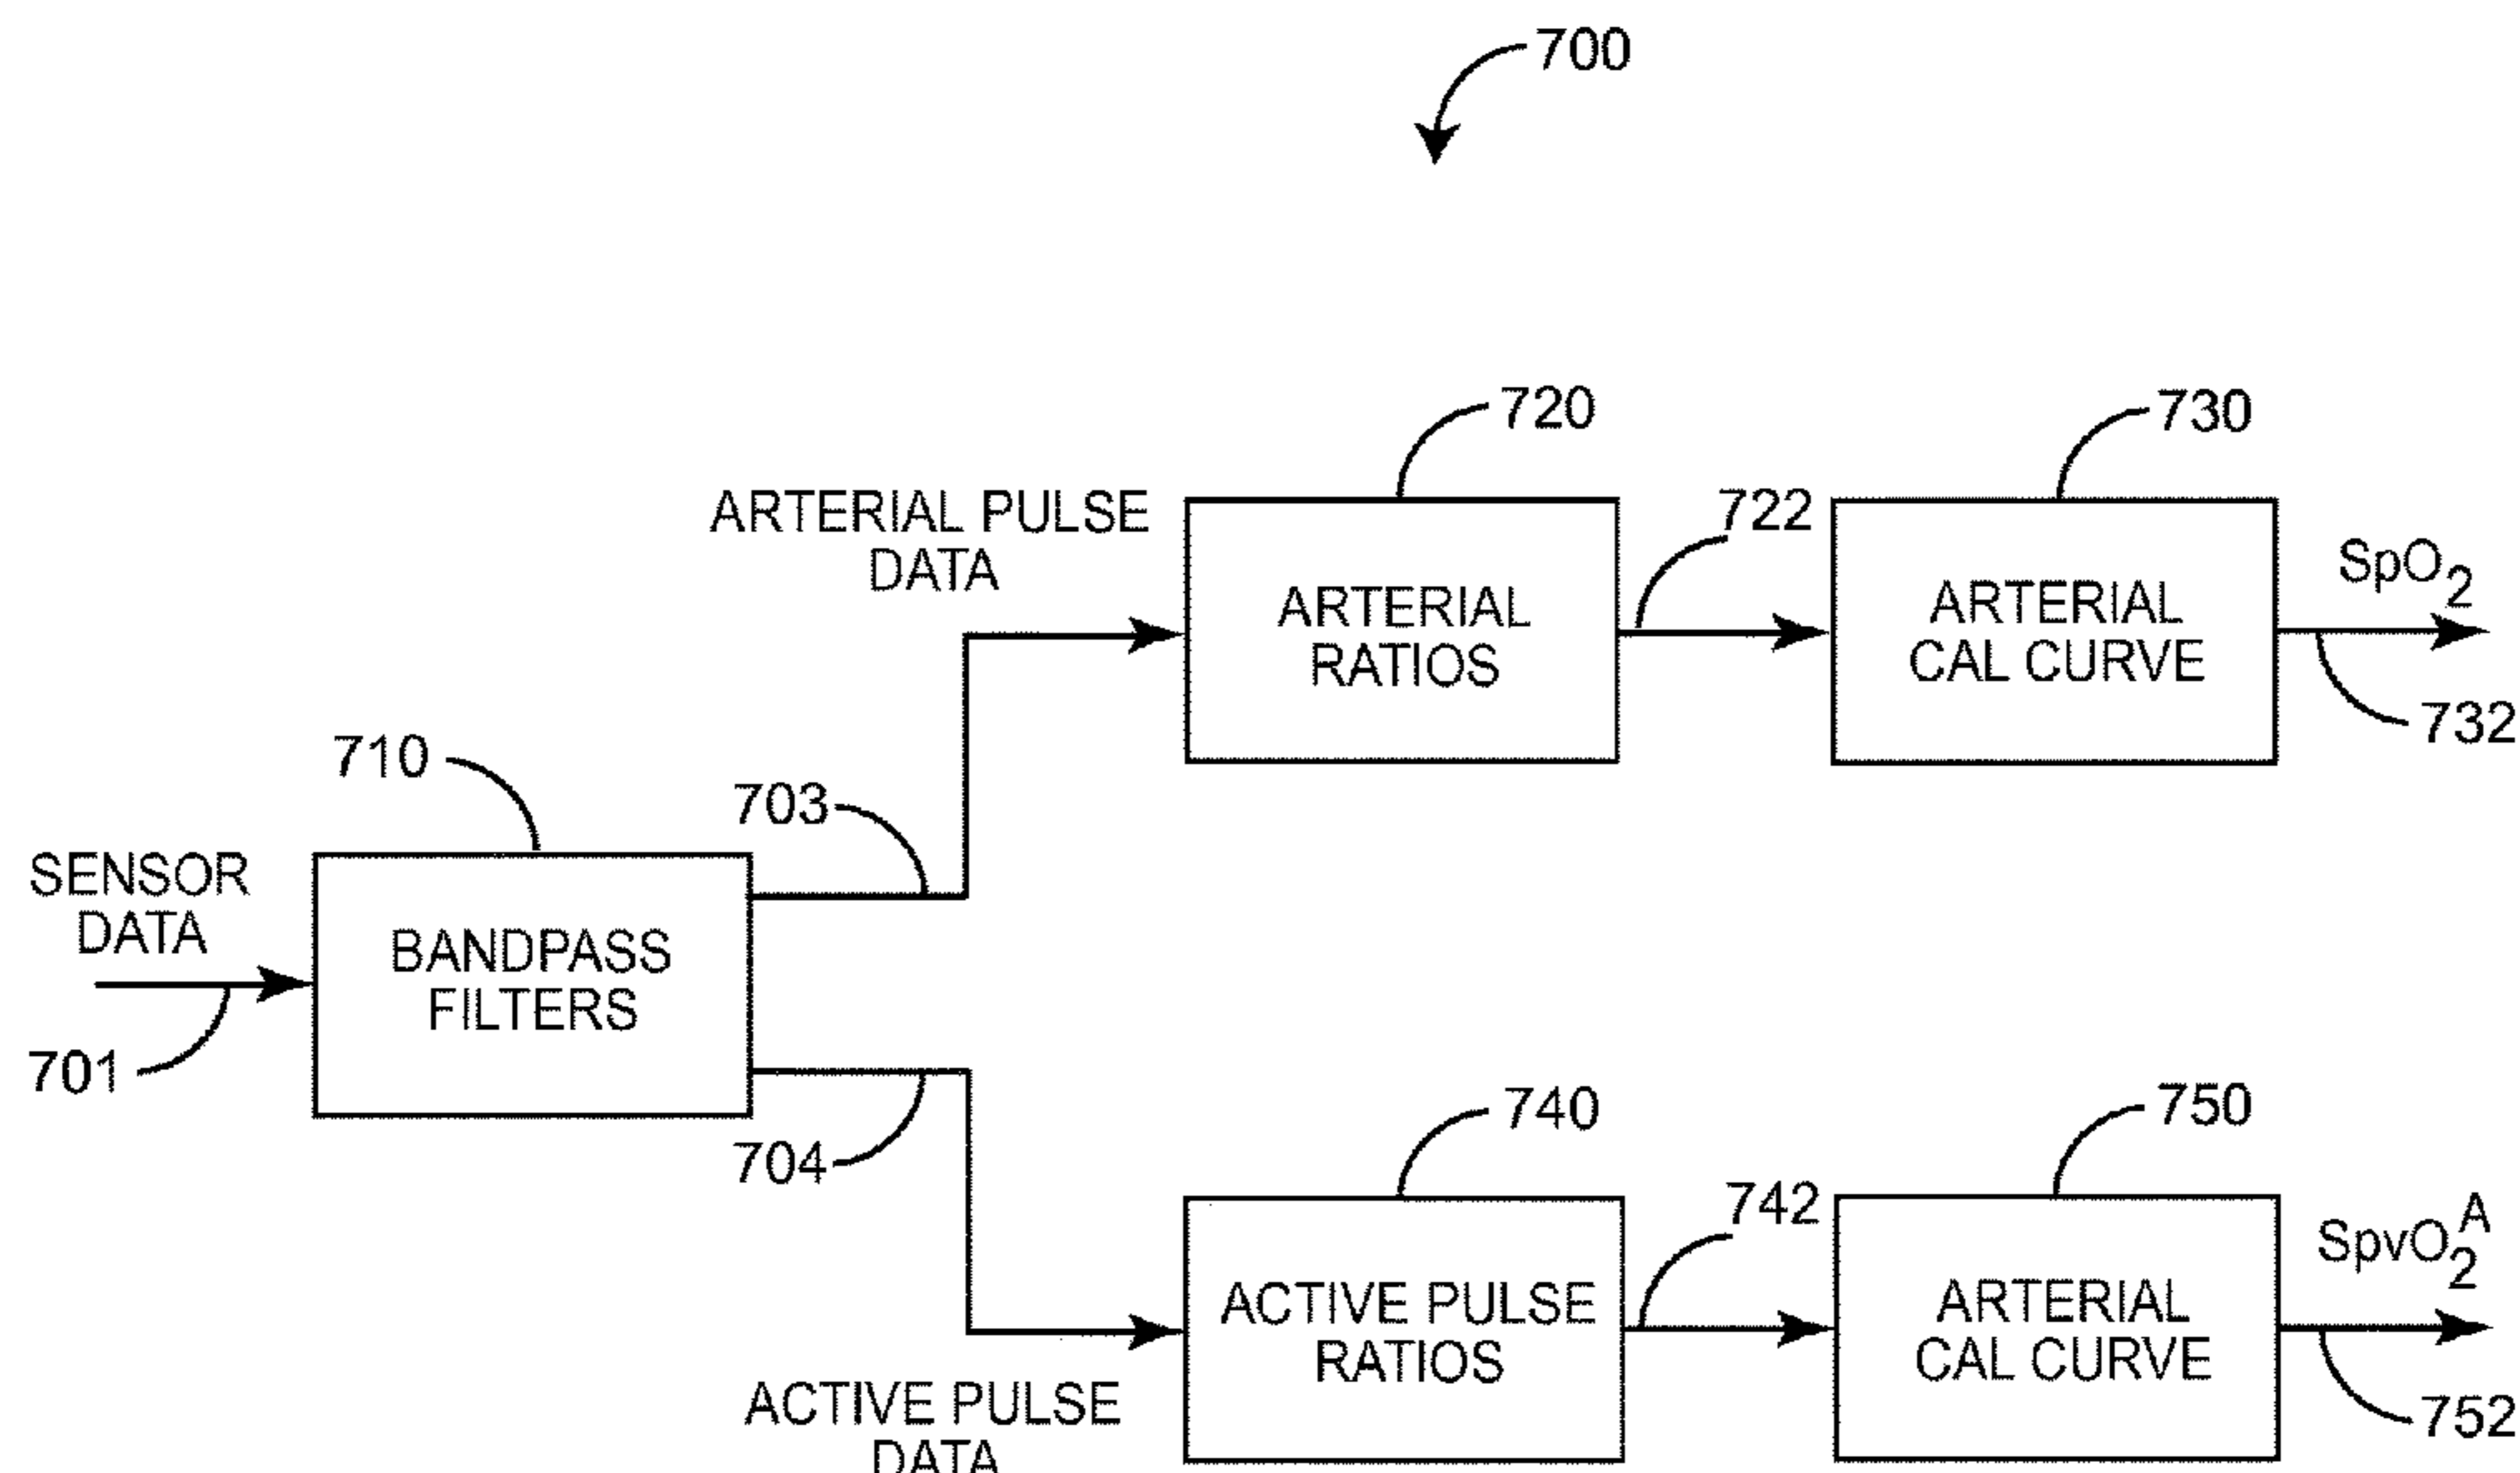 700
720
730
ARTERIAL PULSE
DATA
722
ARTERIAL
RATIOS
ARTERIAL
CAL CURVE
SpO2
732
710
703
SENSOR
DATA
BANDPASS
FILTERS
701
704
740
750
742
ACTIVE PULSE
RATIOS
ARTERIAL
CAL CURVE
SpvO2A
752
ACTIVE PULSE
DATA